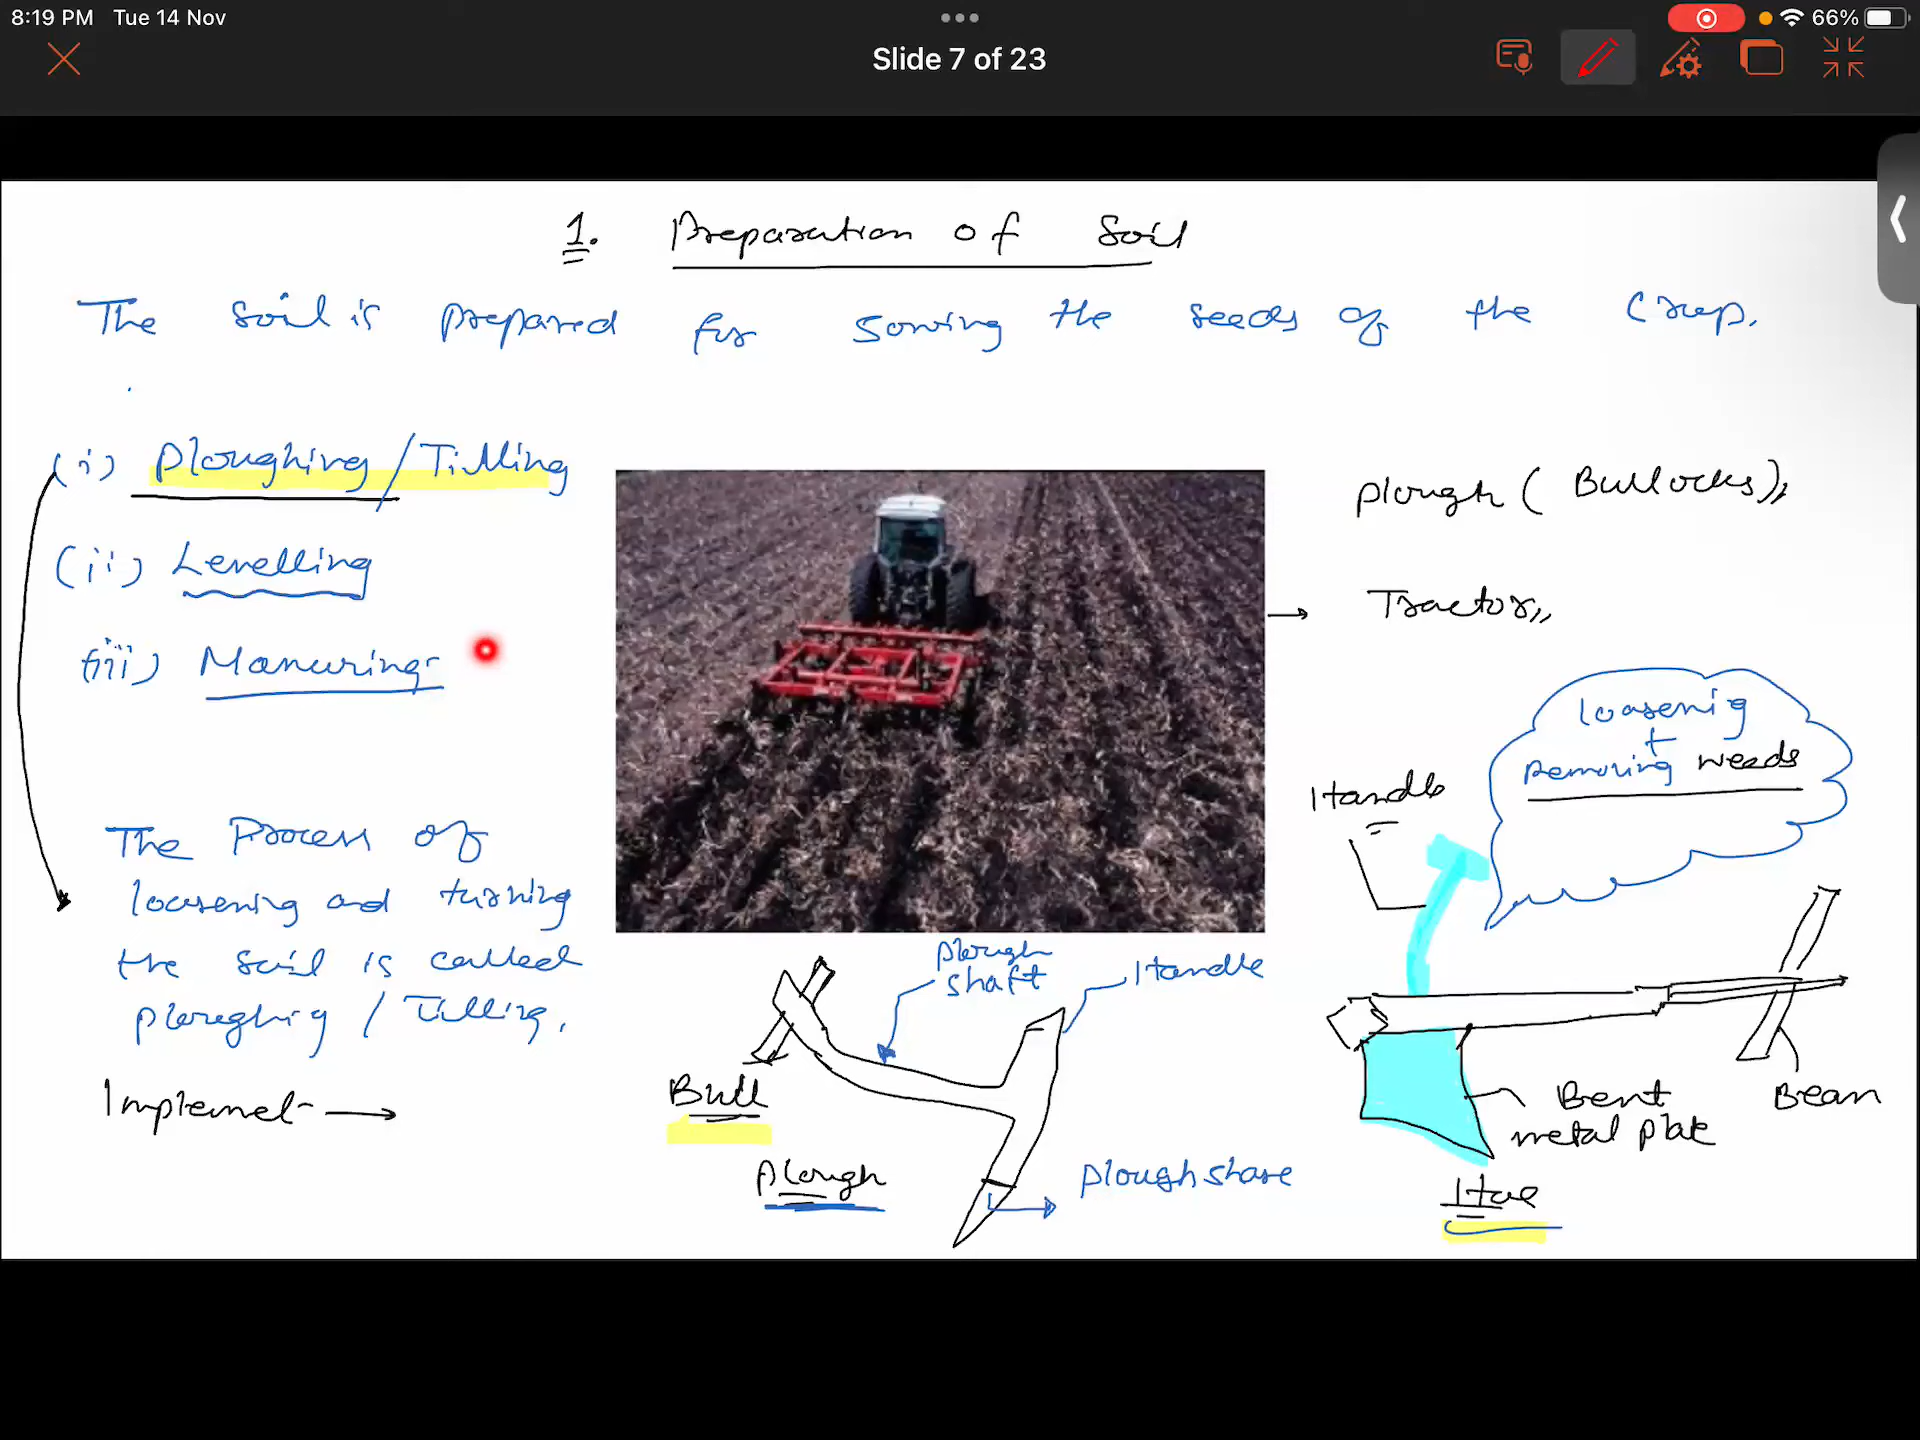 8:19 PM Tue 14 Nov
66%
Slide 7 of 23
1. Preparation of Soil
The soil is prepared for sowing the seeds of the crop.
(i) Ploughing / Tilling
(ii) Levelling
(iii) Manuring
The Process of
loosening and turning
the soil is called
ploughing / Tilling.
Implement →
plough (Bullocks),,
→ Tractor,,
loosening
+
Removing weeds
Handle
plough
shaft
Handle
Bull
Plough
ploughshare
Bent
metal plate
Beam
Hoe